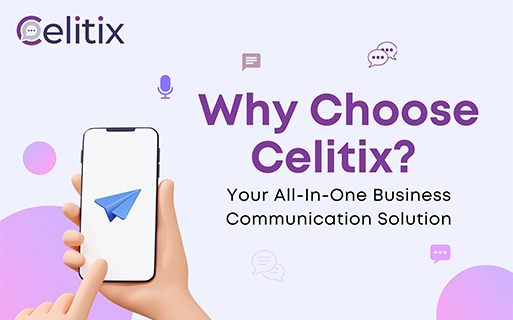 Celitix
Why Choose
Celitix?
Your All-In-One Business
Communication Solution